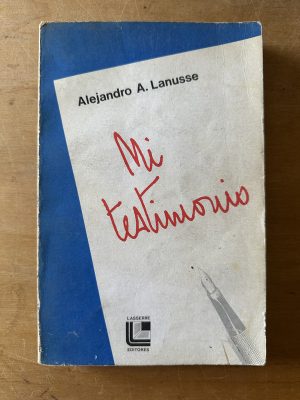 Alejandro A. Lanusse
Mi
testimonio
LASSERRE
EDITORES